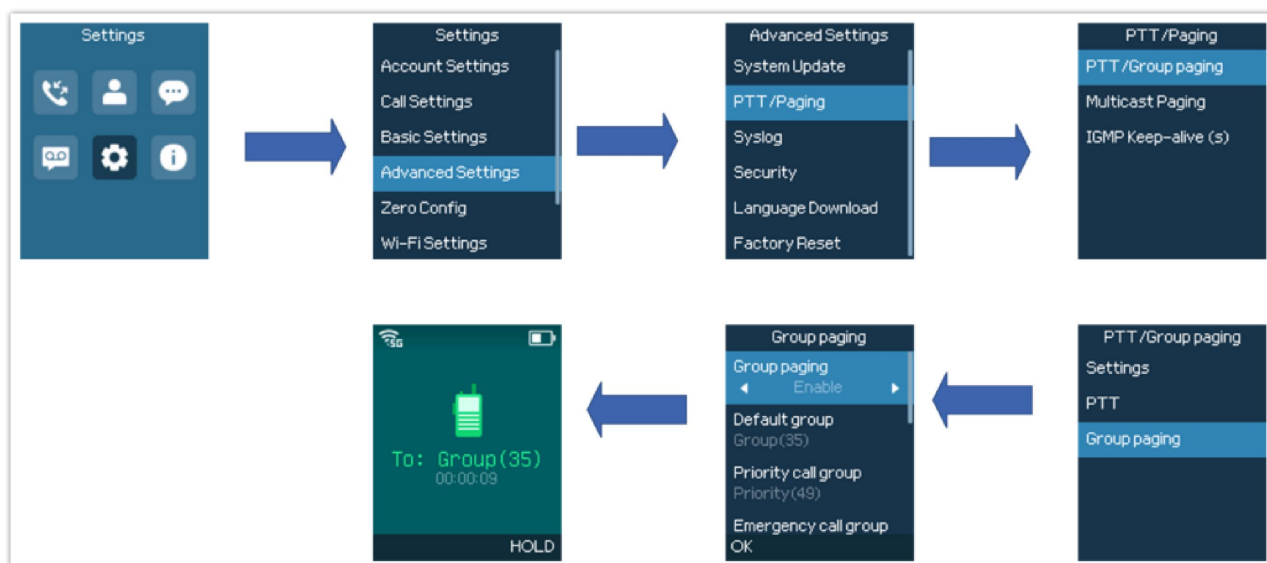 Settings
Settings
Account Settings
Call Settings
Basic Settings
Advanced Settings
Zero Config
Wi-Fi Settings
Advanced Settings
System Update
PTT/Paging
Syslog
Security
Language Download
Factory Reset
PTT/Paging
PTT/Group paging
Multicast Paging
IGMP Keep-alive (s)
5G
To: Group(35)
00:00:09
HOLD
Group paging
Group paging
Enable
Default group
Group(35)
Priority call group
Priority(49)
Emergency call group
OK
PTT/Group paging
Settings
PTT
Group paging